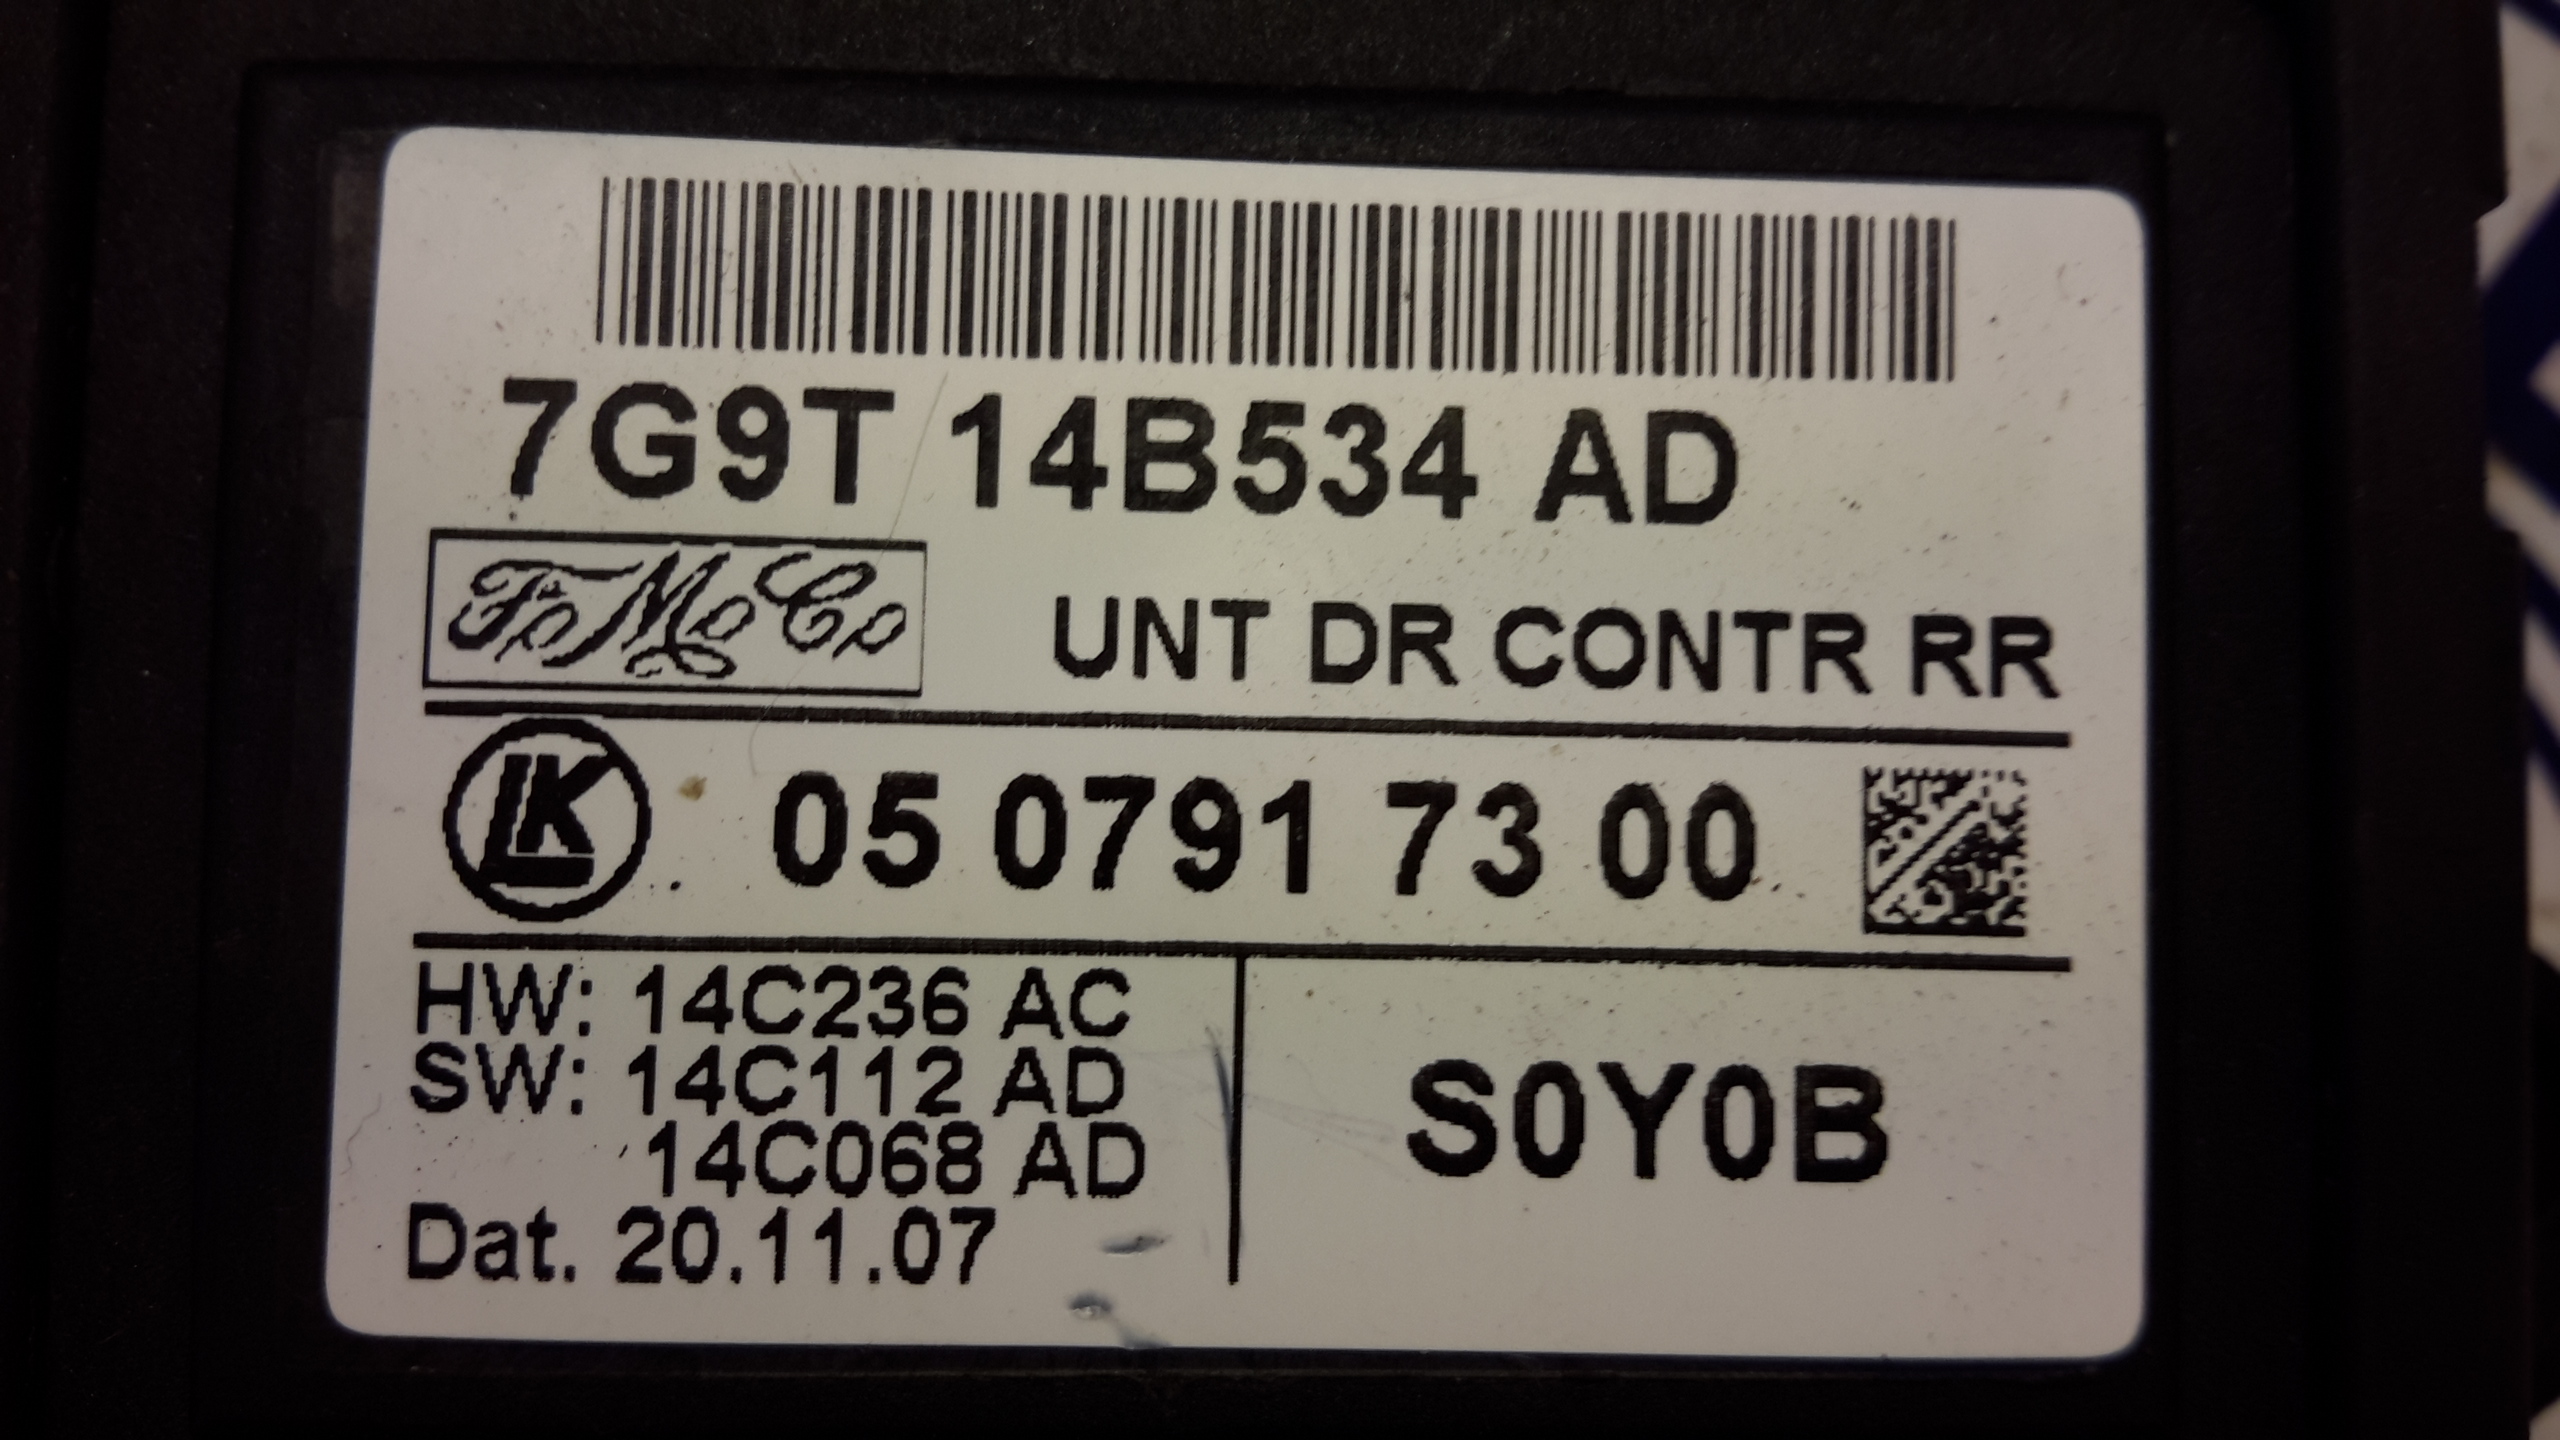 7G9T 14B534 AD
FoMoCo
UNT DR CONTR RR
LK
05 0791 73 00
HW: 14C236 AC
SW: 14C112 AD
14C068 AD
Dat. 20.11.07
S0Y0B